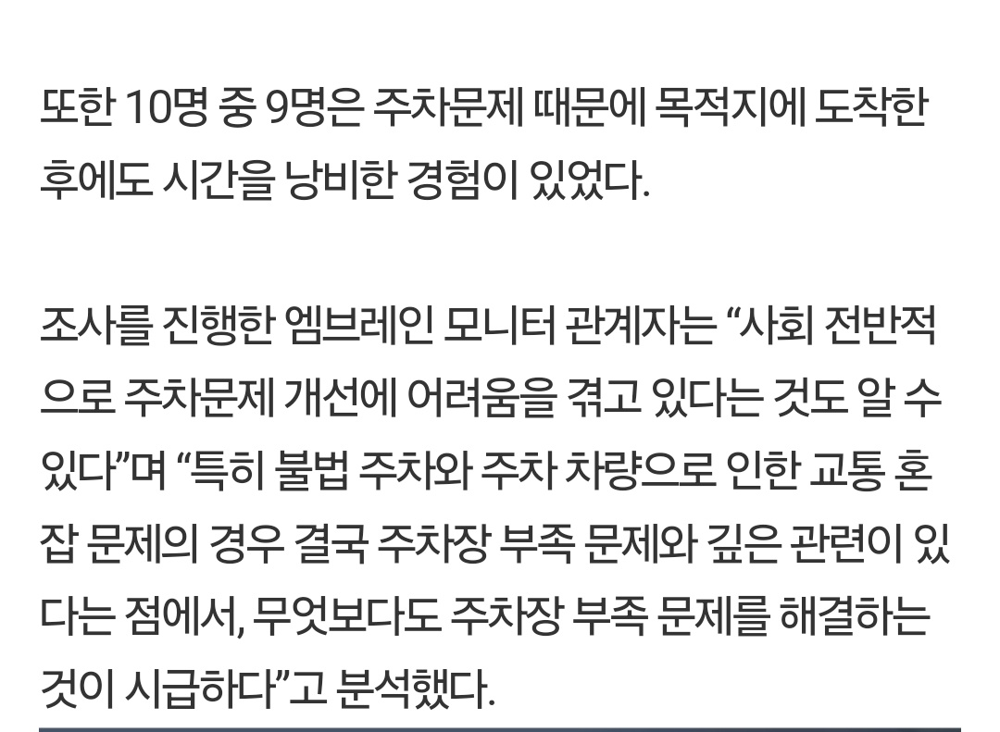 또한 10명 중 9명은 주차문제 때문에 목적지에 도착한
후에도 시간을 낭비한 경험이 있었다.
조사를 진행한 엠브레인 모니터 관계자는 “사회 전반적
으로 주차문제 개선에 어려움을 겪고 있다는 것도 알 수
있다”며 “특히 불법 주차와 주차 차량으로 인한 교통 혼
잡 문제의 경우 결국 주차장 부족 문제와 깊은 관련이 있
다는 점에서, 무엇보다도 주차장 부족 문제를 해결하는
것이 시급하다”고 분석했다.